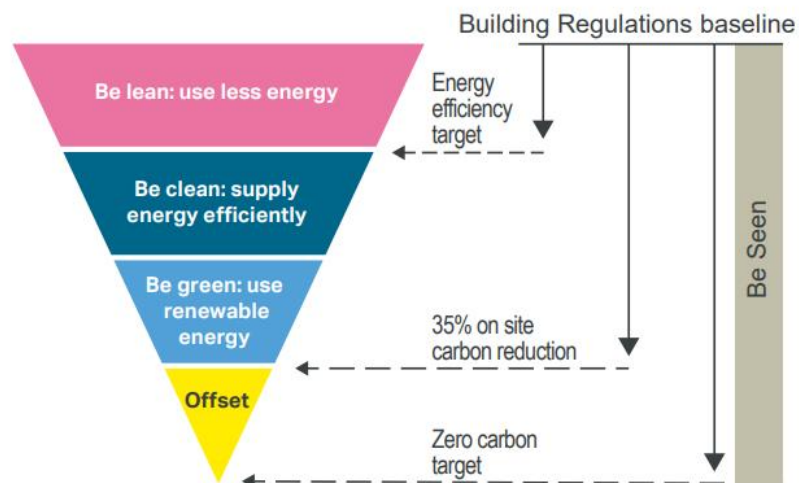 Building Regulations baseline
Be lean: use less energy
Energy
efficiency
target
Be clean: supply
energy efficiently
Be green: use
renewable
energy
35% on site
carbon reduction
Offset
Zero carbon
target
Be Seen